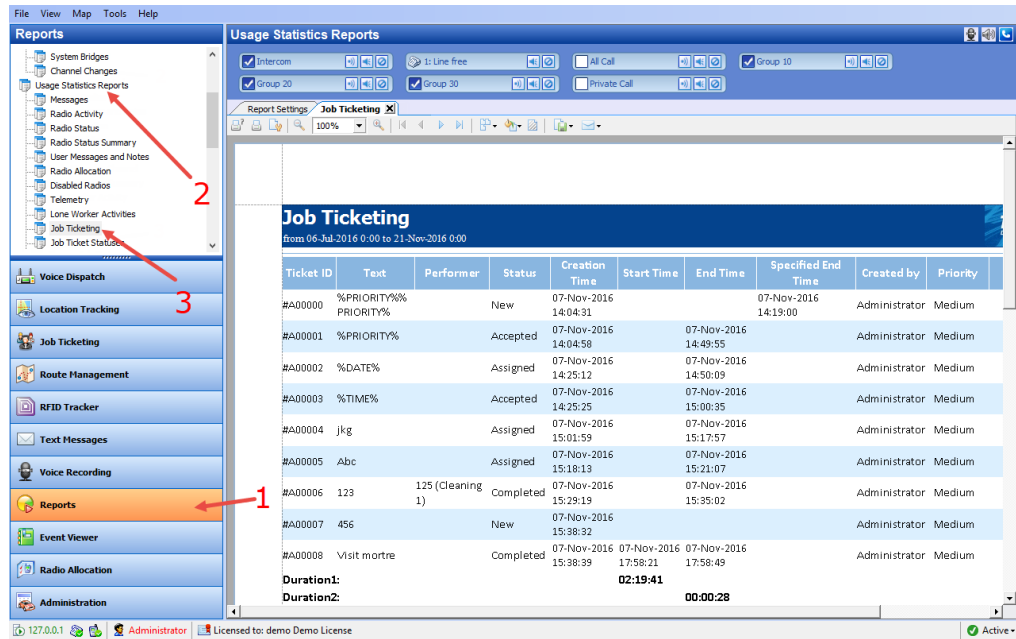 File View Map Tools Help
Reports
System Bridges
Channel Changes
Usage Statistics Reports
Messages
Radio Activity
Radio Status
Radio Status Summary
User Messages and Notes
Radio Allocation
Disabled Radios
Telemetry
Lone Worker Activities
Job Ticketing
Job Ticket Statuses
2
3
Voice Dispatch
Location Tracking
Job Ticketing
Route Management
RFID Tracker
Text Messages
Voice Recording
Reports
1
Event Viewer
Radio Allocation
Administration
Usage Statistics Reports
Intercom 1: Line free All Call Group 10
Group 20 Group 30 Private Call
Report Settings Job Ticketing X
100%
Job Ticketing
from 06-Jul-2016 0:00 to 21-Nov-2016 0:00
Ticket ID Text Performer Status Creation Time Start Time End Time Specified End Time Created by Priority
#A00000 %PRIORITY%% PRIORITY% New 07-Nov-2016 14:04:31 07-Nov-2016 14:19:00 Administrator Medium
#A00001 %PRIORITY% Accepted 07-Nov-2016 14:04:58 07-Nov-2016 14:49:55 Administrator Medium
#A00002 %DATE% Assigned 07-Nov-2016 14:25:12 07-Nov-2016 14:50:09 Administrator Medium
#A00003 %TIME% Accepted 07-Nov-2016 14:25:25 07-Nov-2016 15:00:35 Administrator Medium
#A00004 jkg Assigned 07-Nov-2016 15:01:59 07-Nov-2016 15:17:57 Administrator Medium
#A00005 Abc Assigned 07-Nov-2016 15:18:13 07-Nov-2016 15:21:07 Administrator Medium
#A00006 123 125 (Cleaning 1) Completed 07-Nov-2016 15:29:19 07-Nov-2016 15:35:02 Administrator Medium
#A00007 456 New 07-Nov-2016 15:38:32 Administrator Medium
#A00008 Visit mortre Completed 07-Nov-2016 15:38:39 07-Nov-2016 17:58:21 07-Nov-2016 17:58:49 Administrator Medium
Duration1: 02:19:41
Duration2: 00:00:28
127.0.0.1 Administrator Licensed to: demo Demo License Active